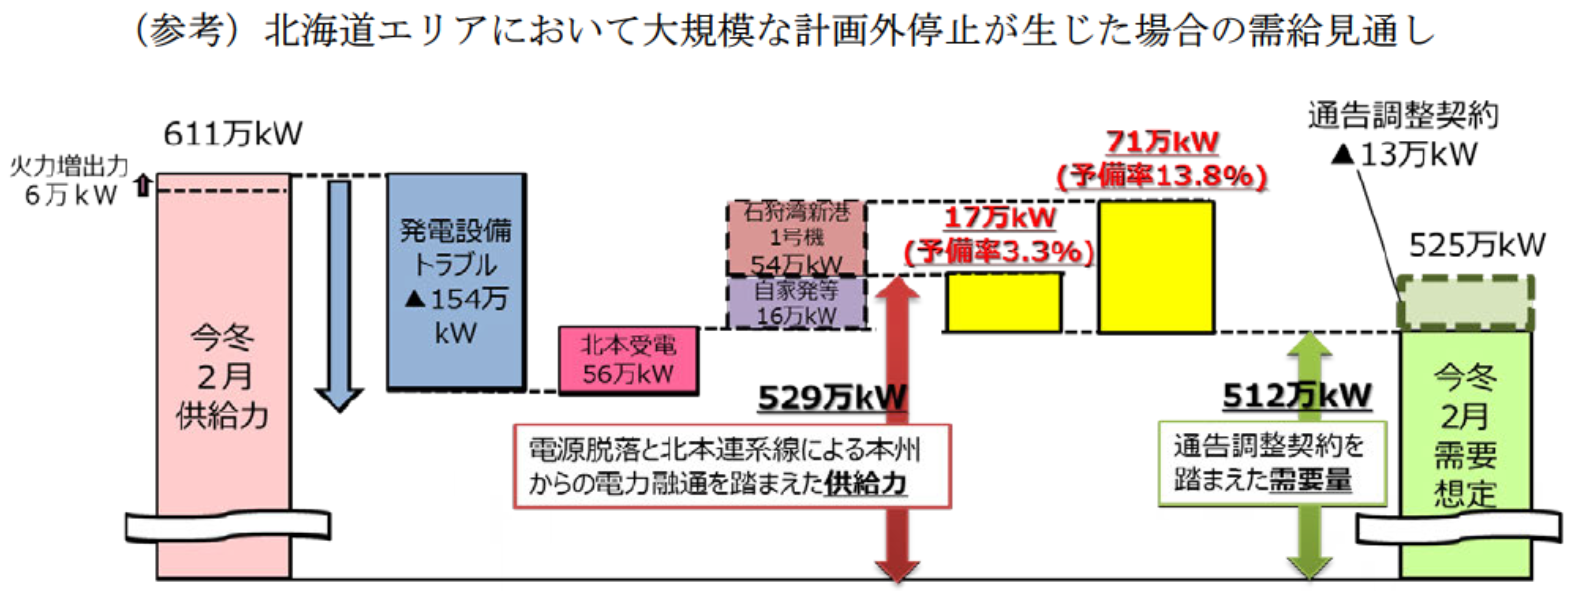 （参考）北海道エリアにおいて大規模な計画外停止が生じた場合の需給見通し
611万kW
火力増出力
6万ｋW
今冬
２月
供給力
発電設備
トラブル
▲154万
kW
北本受電
56万kW
石狩湾新港
1号機
54万kW
自家発等
16万kW
529万kW
電源脱落と北本連系線による本州
からの電力融通を踏まえた供給力
17万kW
(予備率3.3%)
71万kW
(予備率13.8%)
512万kW
通告調整契約を
踏まえた需要量
通告調整契約
▲13万kW
525万kW
今冬
2月
需要
想定